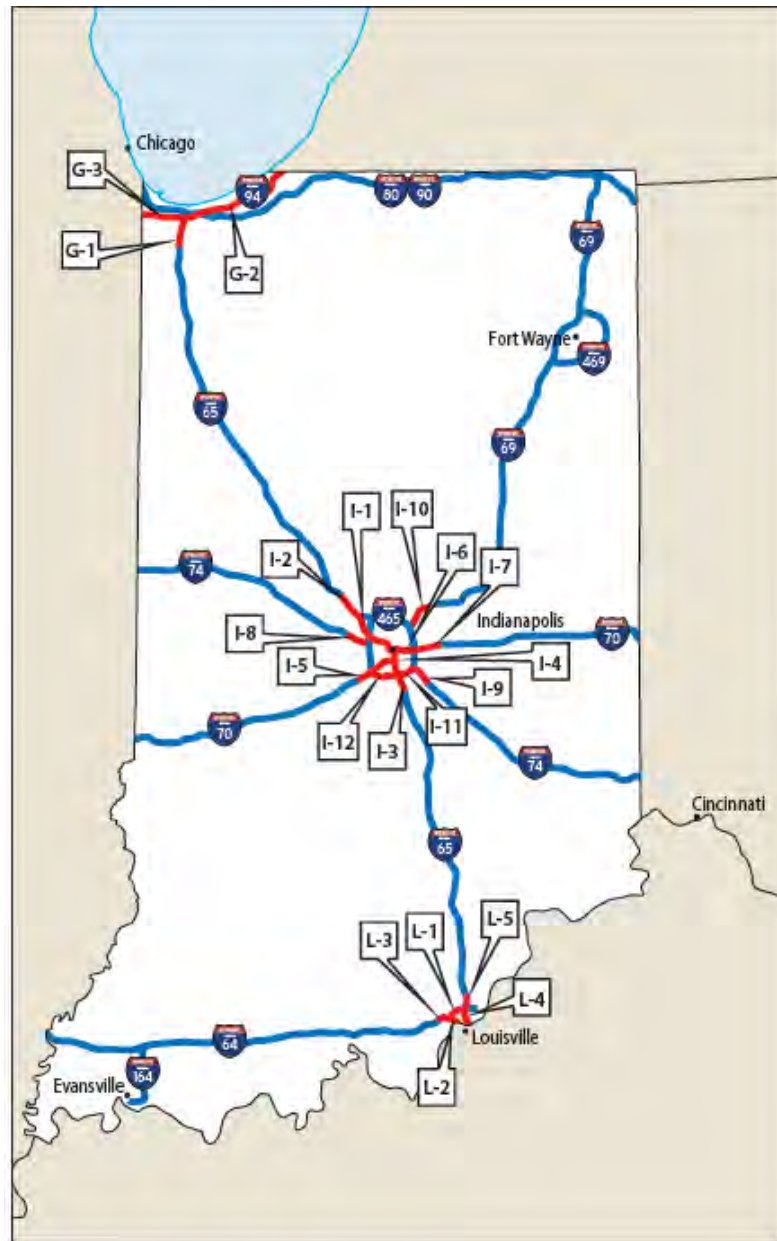 Chicago
G-3
94
80
90
G-1
G-2
69
Fort Wayne
469
65
69
I-1
I-10
I-2
I-6
I-7
74
465
Indianapolis
I-8
70
I-4
I-5
I-9
I-11
70
I-12
I-3
74
Cincinnati
65
L-1
L-5
L-3
L-4
64
Louisville
164
Evansville
L-2